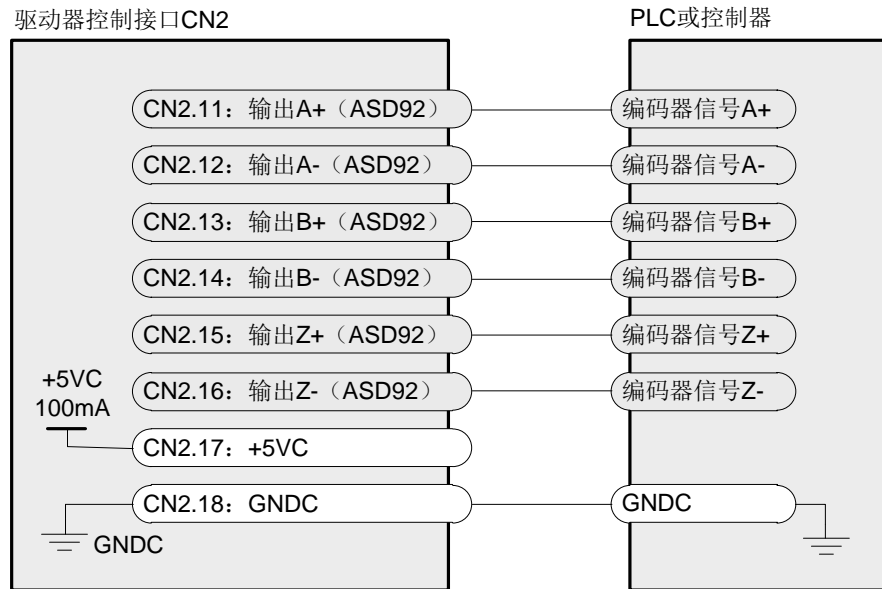 驱动器控制接口CN2
PLC或控制器
CN2.11：输出A+（ASD92）
编码器信号A+
CN2.12：输出A-（ASD92）
编码器信号A-
CN2.13：输出B+（ASD92）
编码器信号B+
CN2.14：输出B-（ASD92）
编码器信号B-
CN2.15：输出Z+（ASD92）
编码器信号Z+
+5VC
100mA
CN2.16：输出Z-（ASD92）
编码器信号Z-
CN2.17：+5VC
CN2.18：GNDC
GNDC
GNDC